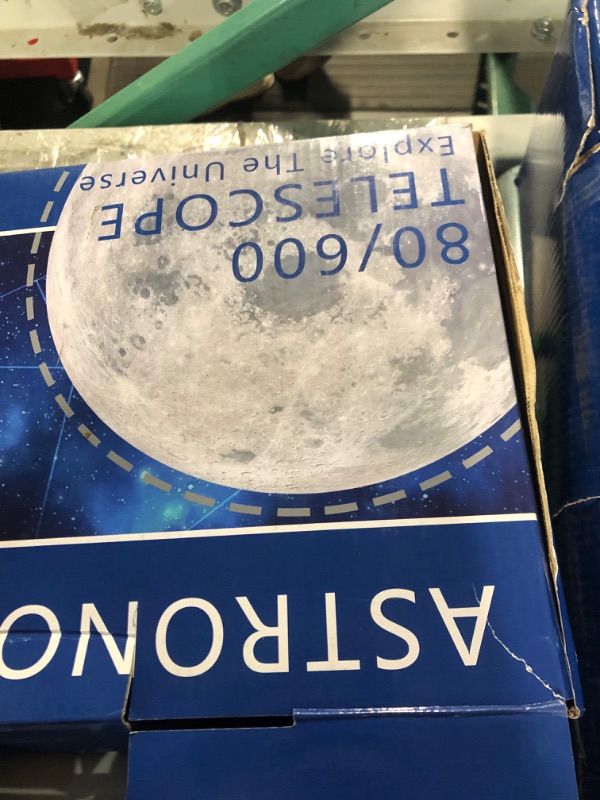 ASTRONO
80/600
TELESCOPE
Explore The Universe